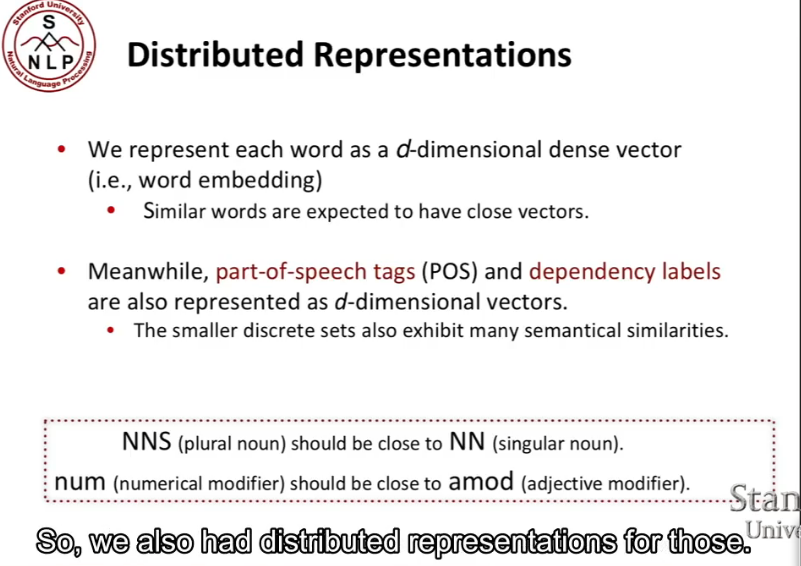 Stanford University
S
NLP
Natural Language Processing
Distributed Representations
• We represent each word as a d-dimensional dense vector
(i.e., word embedding)
• Similar words are expected to have close vectors.
• Meanwhile, part-of-speech tags (POS) and dependency labels
are also represented as d-dimensional vectors.
• The smaller discrete sets also exhibit many semantical similarities.
NNS (plural noun) should be close to NN (singular noun).
num (numerical modifier) should be close to amod (adjective modifier).
Stan
Unive
So, we also had distributed representations for those.